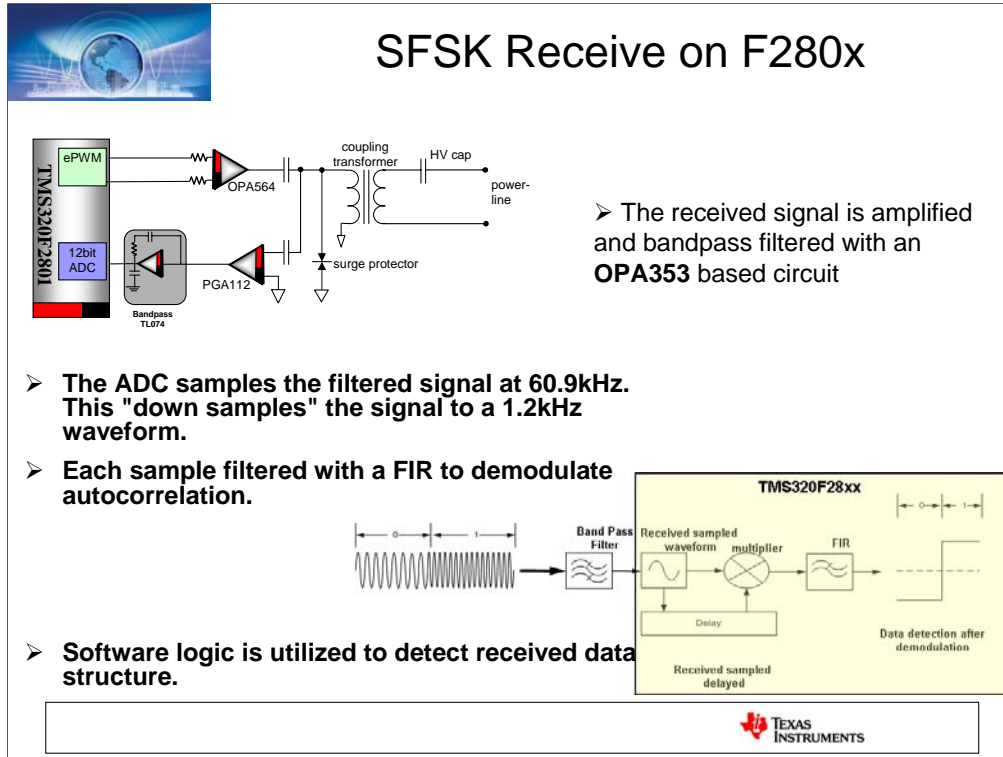 SFSK Receive on F280x
ePWM
TMS320F2801
12bit
ADC
OPA564
coupling
transformer
HV cap
power-
line
surge protector
PGA112
Bandpass
TL074
➢ The received signal is amplified
and bandpass filtered with an
OPA353 based circuit
➢ The ADC samples the filtered signal at 60.9kHz.
This "down samples" the signal to a 1.2kHz
waveform.
➢ Each sample filtered with a FIR to demodulate
autocorrelation.
0
1
Band Pass
Filter
TMS320F28xx
Received sampled
waveform
multiplier
FIR
0
1
Delay
Data detection after
demodulation
Received sampled
delayed
➢ Software logic is utilized to detect received data
structure.
TEXAS
INSTRUMENTS